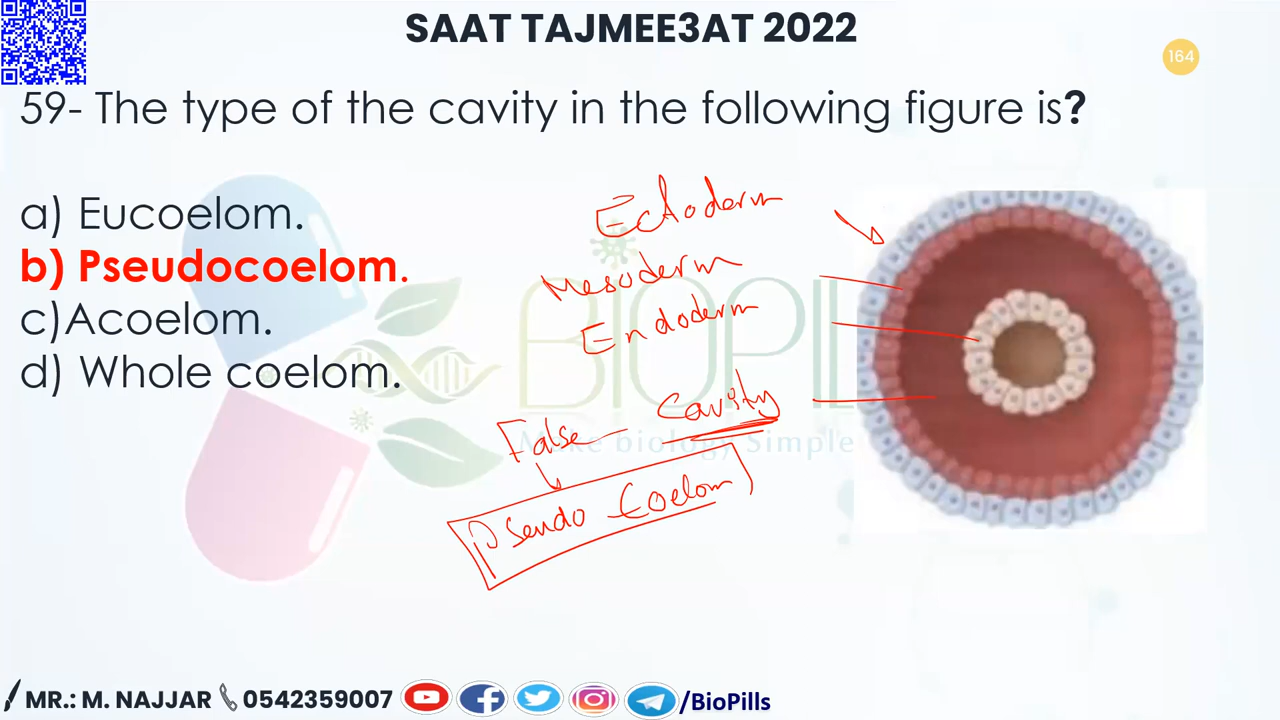 SAAT TAJMEE3AT 2022
164
59- The type of the cavity in the following figure is?
a) Eucoelom.
b) Pseudocoelom.
c)Acoelom.
d) Whole coelom.
Ectoderm
Mesoderm
Endoderm
Cavity
False
Pseudo Coelom
BIOPILL
Make biology Simple
MR.: M. NAJJAR 0542359007 /BioPills